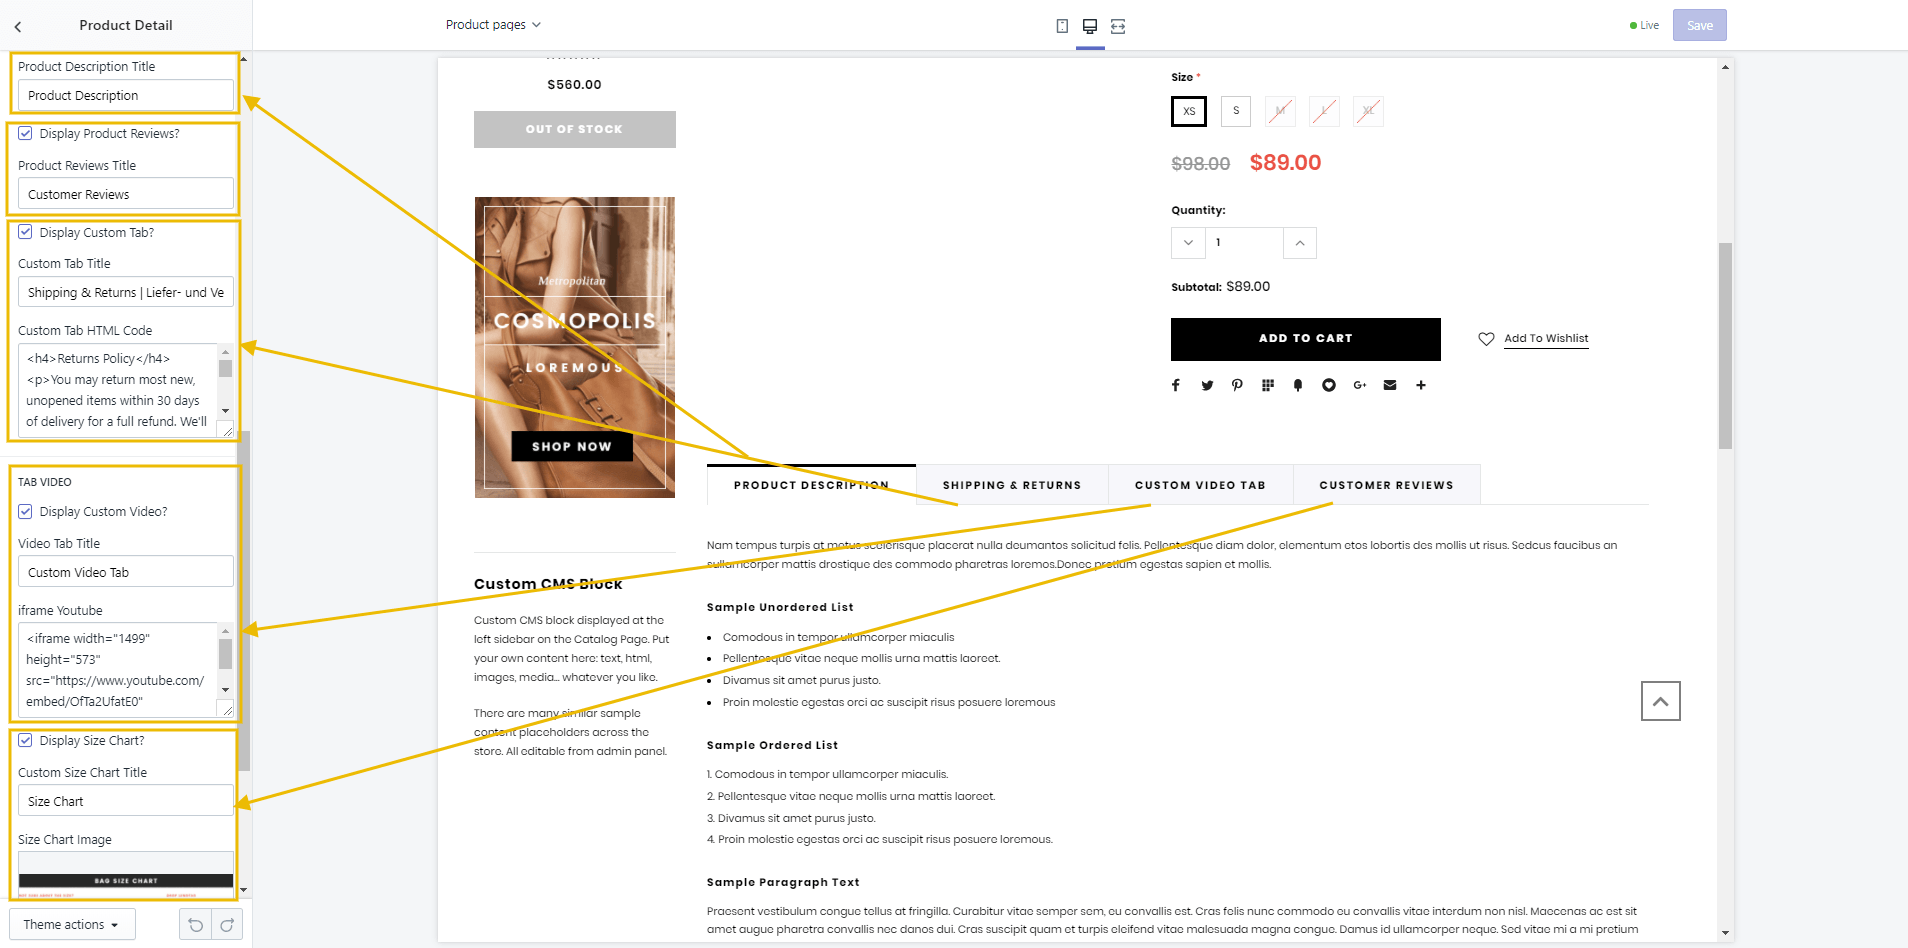 Product Detail
Product pages
Live
Save
Product Description Title
Product Description
Display Product Reviews?
Product Reviews Title
Customer Reviews
Display Custom Tab?
Custom Tab Title
Shipping & Returns | Liefer- und Ve
Custom Tab HTML Code
<h4>Returns Policy</h4>
<p>You may return most new,
unopened items within 30 days
of delivery for a full refund. We'll
TAB VIDEO
Display Custom Video?
Video Tab Title
Custom Video Tab
iframe Youtube
<iframe width="1499"
height="573"
src="https://www.youtube.com/
embed/OfTa2UfatE0"
Display Size Chart?
Custom Size Chart Title
Size Chart
Size Chart Image
BAG SIZE CHART
Theme actions
$560.00
OUT OF STOCK
Metropolitan
COSMOPOLIS
LOREMOUS
SHOP NOW
Custom CMS Block
Custom CMS block displayed at the
left sidebar on the Catalog Page. Put
your own content here: text, html,
images, media... whatever you like.
There are many similar sample
content placeholders across the
store. All editable from admin panel.
Size *
XS S M L XL
$98.00 $89.00
Quantity:
1
Subtotal: $89.00
ADD TO CART
Add To Wishlist
G+
PRODUCT DESCRIPTION
SHIPPING & RETURNS
CUSTOM VIDEO TAB
CUSTOMER REVIEWS
Nam tempus turpis at metus scelerisque placerat nulla deumantos solicitud felis. Pellentesque diam dolor, elementum etos lobortis des mollis ut risus. Sedcus faucibus an
sullamcorper mattis drostique des commodo pharetras loremos.Donec pretium egestas sapien et mollis.
Sample Unordered List
Comodous in tempor ullamcorper miaculis
Pellentesque vitae neque mollis urna mattis laoreet.
Divamus sit amet purus justo.
Proin molestie egestas orci ac suscipit risus posuere loremous
Sample Ordered List
1. Comodous in tempor ullamcorper miaculis.
2. Pellentesque vitae neque mollis urna mattis laoreet.
3. Divamus sit amet purus justo.
4. Proin molestie egestas orci ac suscipit risus posuere loremous.
Sample Paragraph Text
Praesent vestibulum congue tellus at fringilla. Curabitur vitae semper sem, eu convallis est. Cras felis nunc commodo eu convallis vitae interdum non nisl. Maecenas ac est sit
amet augue pharetra convallis nec danos dui. Cras suscipit quam et turpis eleifend vitae malesuada magna congue. Damus id ullamcorper neque. Sed vitae mi a mi pretium